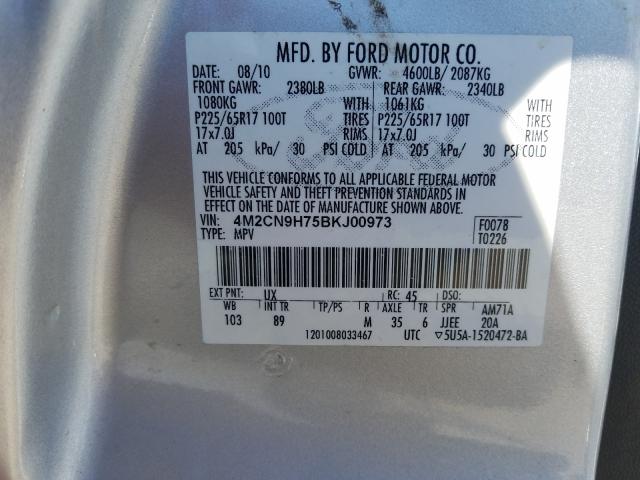 MFD. BY FORD MOTOR CO.
DATE: 08/10 GVWR: 4600LB/ 2087KG
FRONT GAWR: 2380LB REAR GAWR: 2340LB
1080KG WITH 1061KG WITH
P225/65R17 100T TIRES P225/65R17 100T TIRES
17x7.0J RIMS 17x7.0J RIMS
AT 205 kPa/ 30 PSI COLD AT 205 kPa/ 30 PSI COLD
Ford
THIS VEHICLE CONFORMS TO ALL APPLICABLE FEDERAL MOTOR
VEHICLE SAFETY AND THEFT PREVENTION STANDARDS IN
EFFECT ON THE DATE OF MANUFACTURE SHOWN ABOVE.
VIN: 4M2CN9H75BKJ00973 F0078
TYPE: MPV T0226
EXT PNT: UX RC: 45 DSO:
WB INT TR TP/PS R AXLE TR SPR AM71A
103 89 M 35 6 JJEE 20A
1201008033467 UTC ▽5U5A-1520472-BA